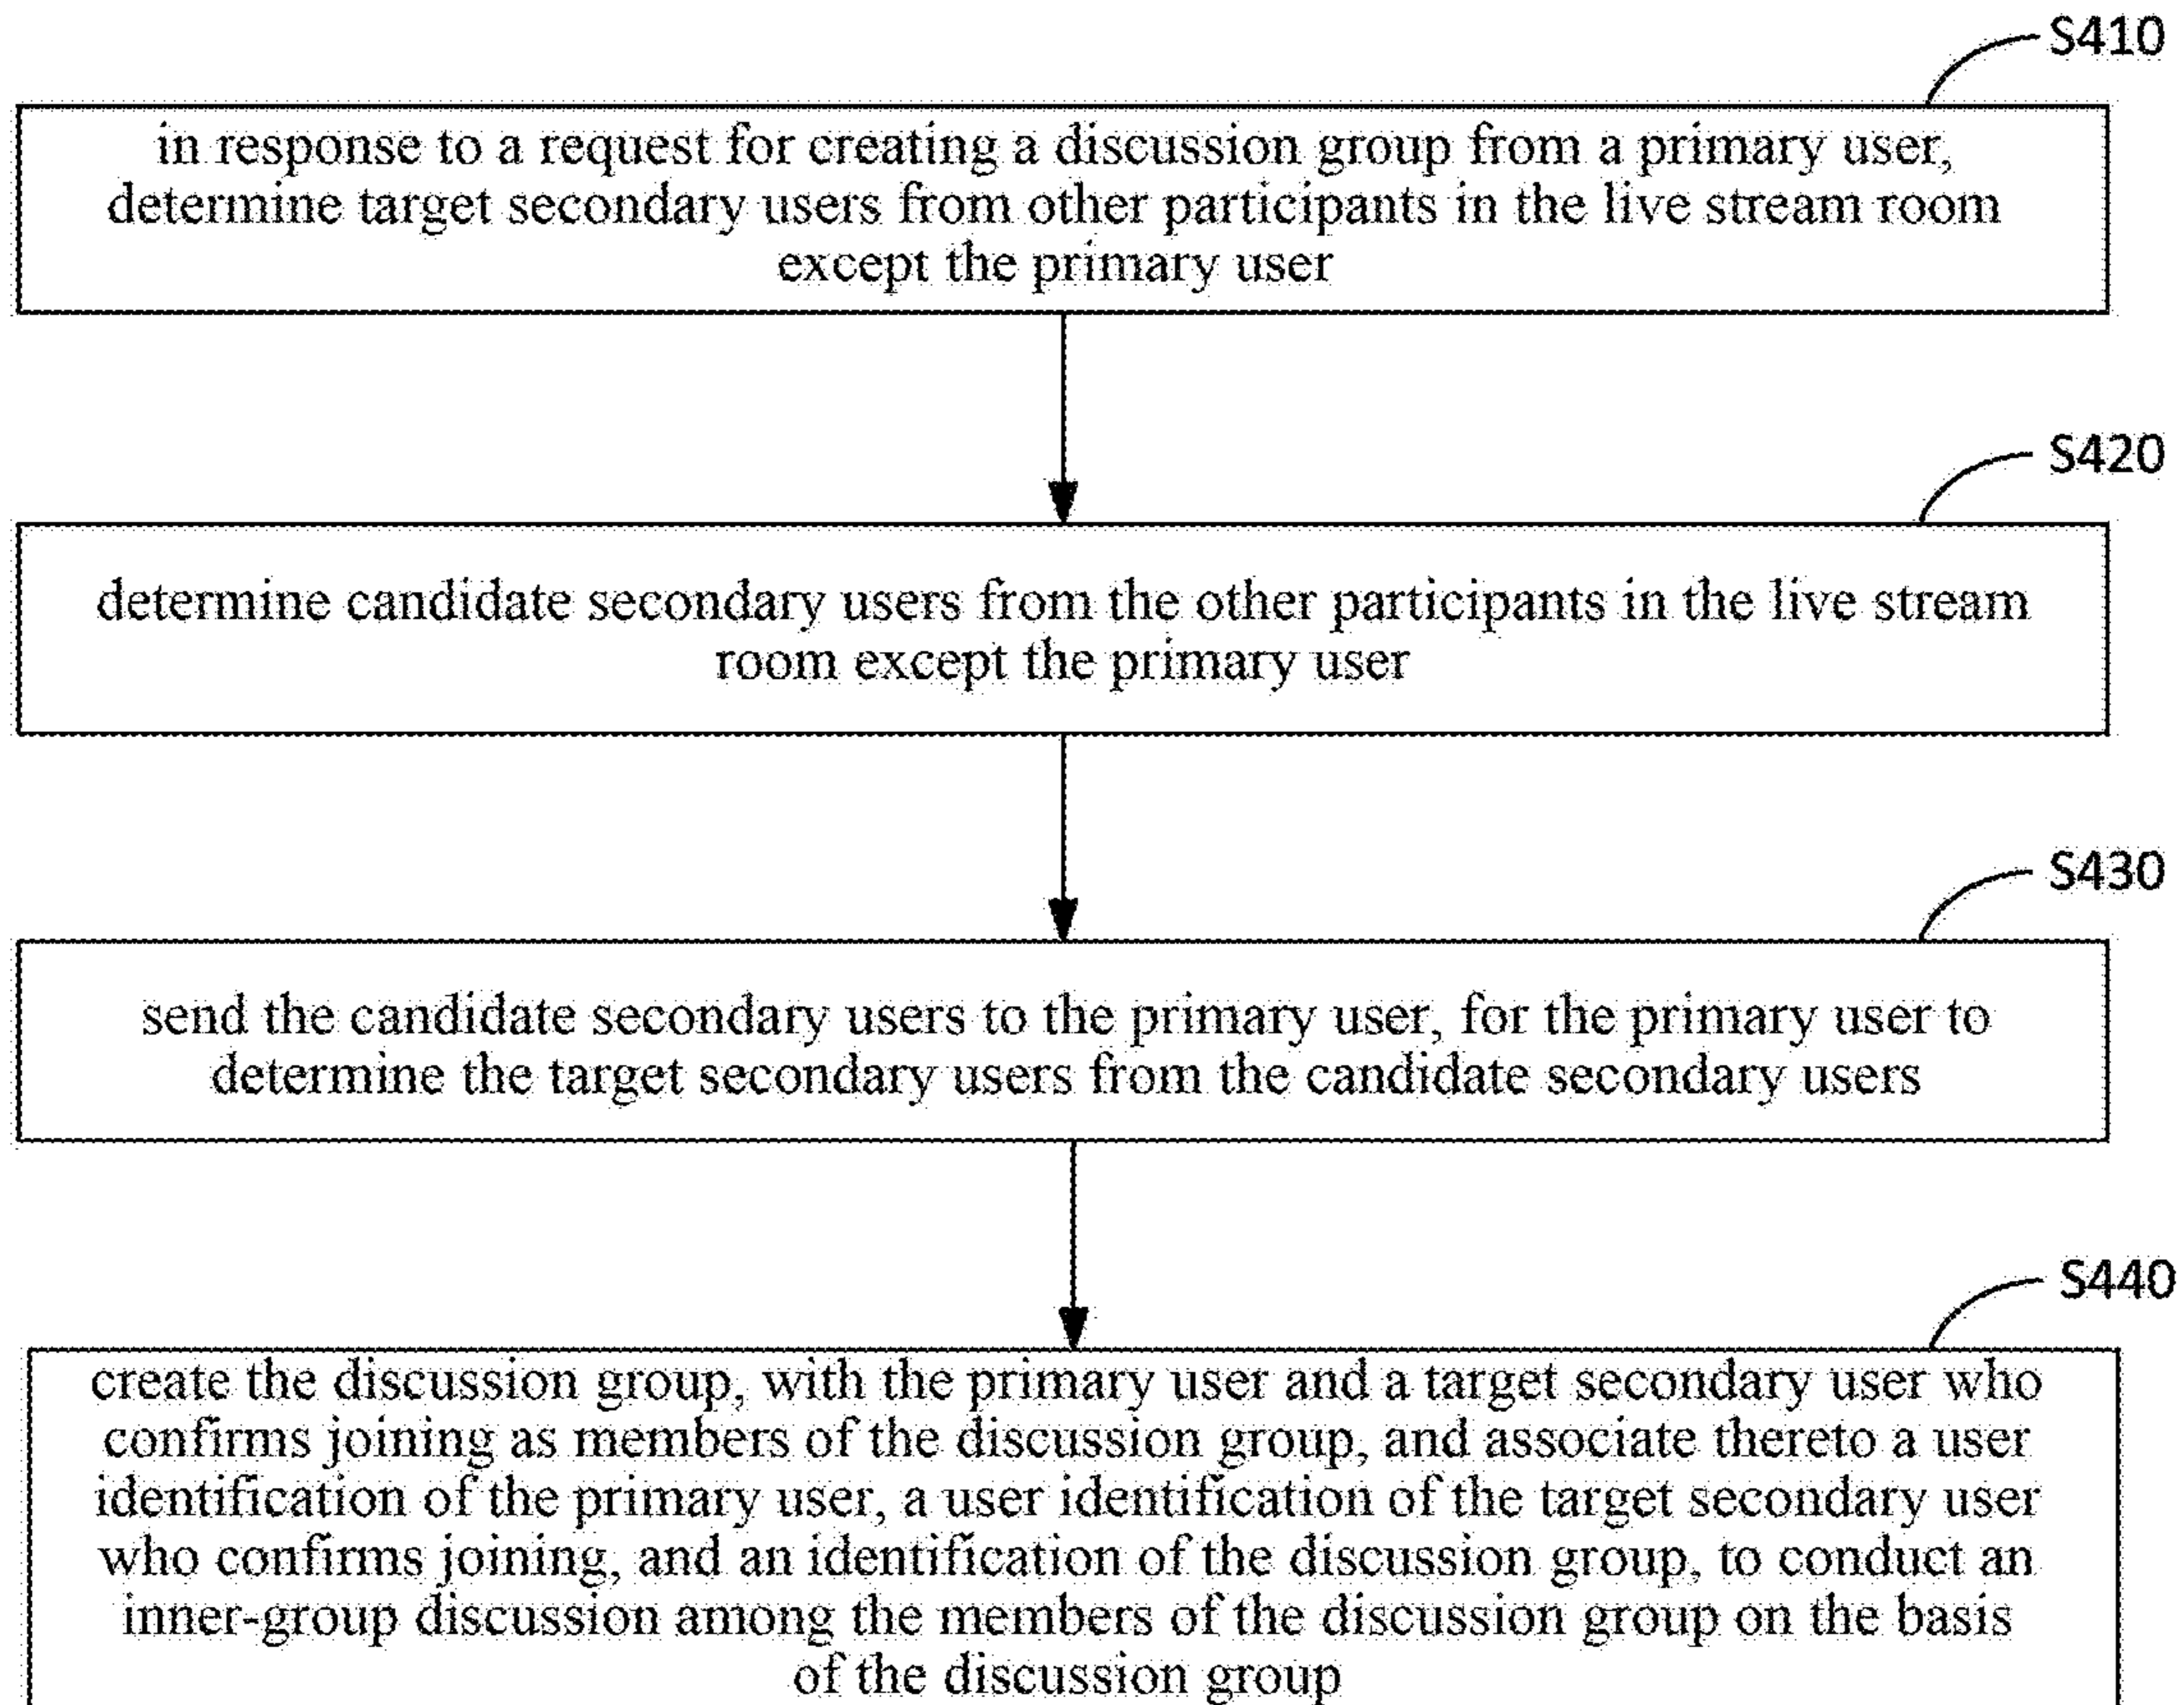 S410
in response to a request for creating a discussion group from a primary user,
determine target secondary users from other participants in the live stream room
except the primary user
S420
determine candidate secondary users from the other participants in the live stream
room except the primary user
S430
send the candidate secondary users to the primary user, for the primary user to
determine the target secondary users from the candidate secondary users
S440
create the discussion group, with the primary user and a target secondary user who
confirms joining as members of the discussion group, and associate thereto a user
identification of the primary user, a user identification of the target secondary user
who confirms joining, and an identification of the discussion group, to conduct an
inner-group discussion among the members of the discussion group on the basis
of the discussion group